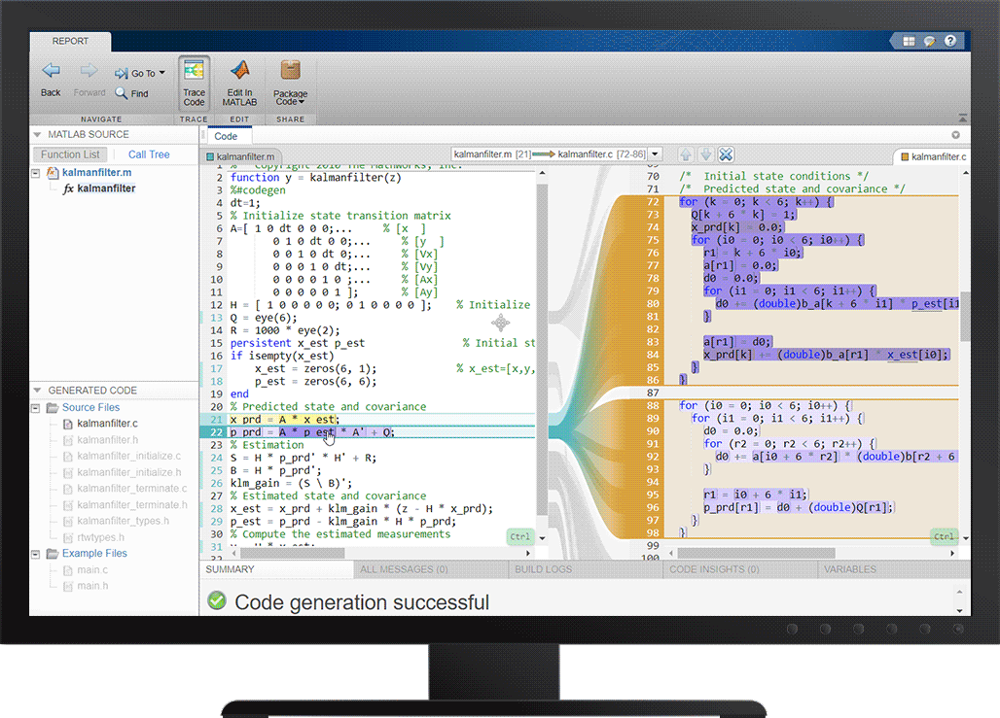 REPORT
Back
Forward
Go To
Find
Trace Code
Edit In MATLAB
Package Code
NAVIGATE
TRACE
EDIT
SHARE
MATLAB SOURCE
Function List
Call Tree
kalmanfilter.m
fx kalmanfilter
GENERATED CODE
Source Files
kalmanfilter.c
kalmanfilter.h
kalmanfilter_initialize.c
kalmanfilter_initialize.h
kalmanfilter_terminate.c
kalmanfilter_terminate.h
kalmanfilter_types.h
rtwtypes.h
Example Files
main.c
main.h
Code
kalmanfilter.m
kalmanfilter.m [21]
kalmanfilter.c [72-86]
kalmanfilter.c
1 % Copyright 2010 The MathWorks, Inc.
2 function y = kalmanfilter(z)
3 %#codegen
4 dt=1;
5 % Initialize state transition matrix
6 A=[ 1 0 dt 0 0 0;... % [x ]
7 0 1 0 dt 0 0;... % [y ]
8 0 0 1 0 dt 0;... % [Vx]
9 0 0 0 1 0 dt;... % [Vy]
10 0 0 0 0 1 0 ;... % [Ax]
11 0 0 0 0 0 1 ]; % [Ay]
12 H = [ 1 0 0 0 0 0; 0 1 0 0 0 0 ]; % Initialize
13 Q = eye(6);
14 R = 1000 * eye(2);
15 persistent x_est p_est % Initial st
16 if isempty(x_est)
17 x_est = zeros(6, 1); % x_est=[x,y,
18 p_est = zeros(6, 6);
19 end
20 % Predicted state and covariance
21 x_prd = A * x_est;
22 p_prd = A * p_est * A' + Q;
23 % Estimation
24 S = H * p_prd' * H' + R;
25 B = H * p_prd';
26 klm_gain = (S \ B)';
27 % Estimated state and covariance
28 x_est = x_prd + klm_gain * (z - H * x_prd);
29 p_est = p_prd - klm_gain * H * p_prd;
30 % Compute the estimated measurements
31 y = H * x_est;
32
Ctrl
69
70 /* Initial state conditions */
71 /* Predicted state and covariance */
72 for (k = 0; k < 6; k++) {
73 Q[k + 6 * k] = 1;
74 x_prd[k] = 0.0;
75 for (i0 = 0; i0 < 6; i0++) {
76 r1 = k + 6 * i0;
77 a[r1] = 0.0;
78 d0 = 0.0;
79 for (i1 = 0; i1 < 6; i1++) {
80 d0 += (double)b_a[k + 6 * i1] * p_est[i1
81 }
82
83 a[r1] = d0;
84 x_prd[k] += (double)b_a[r1] * x_est[i0];
85 }
86 }
87
88 for (i0 = 0; i0 < 6; i0++) {
89 for (i1 = 0; i1 < 6; i1++) {
90 d0 = 0.0;
91 for (r2 = 0; r2 < 6; r2++) {
92 d0 += a[i0 + 6 * r2] * (double)b[r2 + 6
93 }
94
95 r1 = i0 + 6 * i1;
96 p_prd[r1] = d0 + (double)Q[r1];
97 }
98 }
99
100
Ctrl
SUMMARY
ALL MESSAGES (0)
BUILD LOGS
CODE INSIGHTS (0)
VARIABLES
Code generation successful